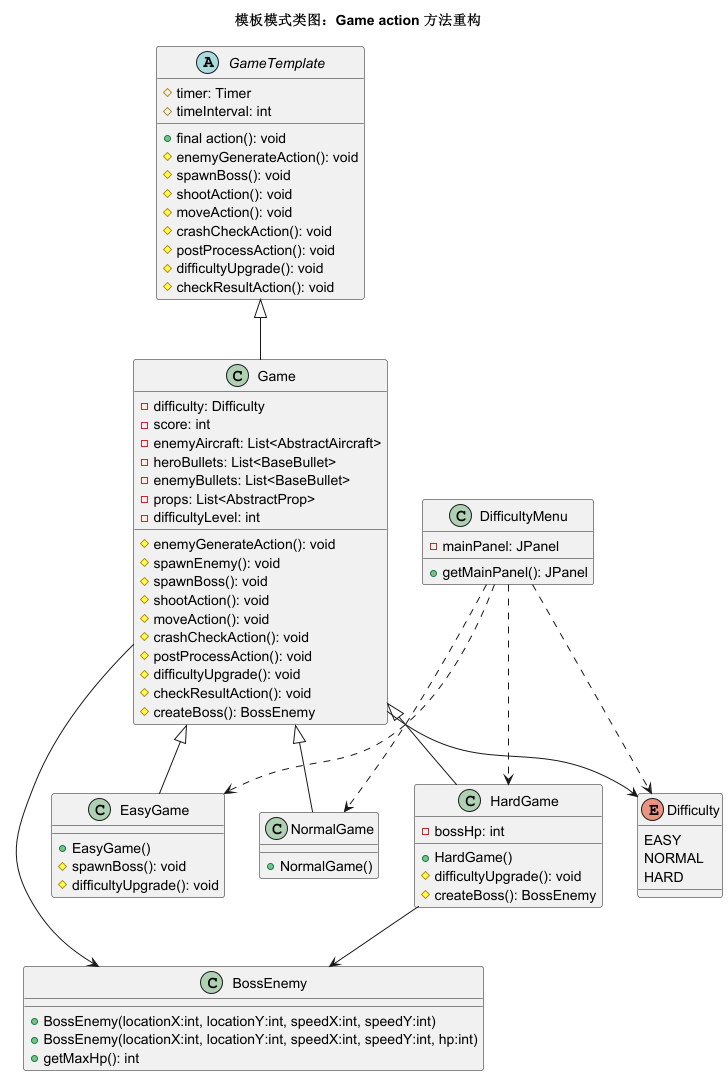 模板模式类图：Game action 方法重构
A GameTemplate
timer: Timer
timeInterval: int
final action(): void
enemyGenerateAction(): void
spawnBoss(): void
shootAction(): void
moveAction(): void
crashCheckAction(): void
postProcessAction(): void
difficultyUpgrade(): void
checkResultAction(): void
C Game
difficulty: Difficulty
score: int
enemyAircraft: List<AbstractAircraft>
heroBullets: List<BaseBullet>
enemyBullets: List<BaseBullet>
props: List<AbstractProp>
difficultyLevel: int
enemyGenerateAction(): void
spawnEnemy(): void
spawnBoss(): void
shootAction(): void
moveAction(): void
crashCheckAction(): void
postProcessAction(): void
difficultyUpgrade(): void
checkResultAction(): void
createBoss(): BossEnemy
C DifficultyMenu
mainPanel: JPanel
getMainPanel(): JPanel
C EasyGame
EasyGame()
spawnBoss(): void
difficultyUpgrade(): void
C NormalGame
NormalGame()
C HardGame
bossHp: int
HardGame()
difficultyUpgrade(): void
createBoss(): BossEnemy
E Difficulty
EASY
NORMAL
HARD
C BossEnemy
BossEnemy(locationX:int, locationY:int, speedX:int, speedY:int)
BossEnemy(locationX:int, locationY:int, speedX:int, speedY:int, hp:int)
getMaxHp(): int